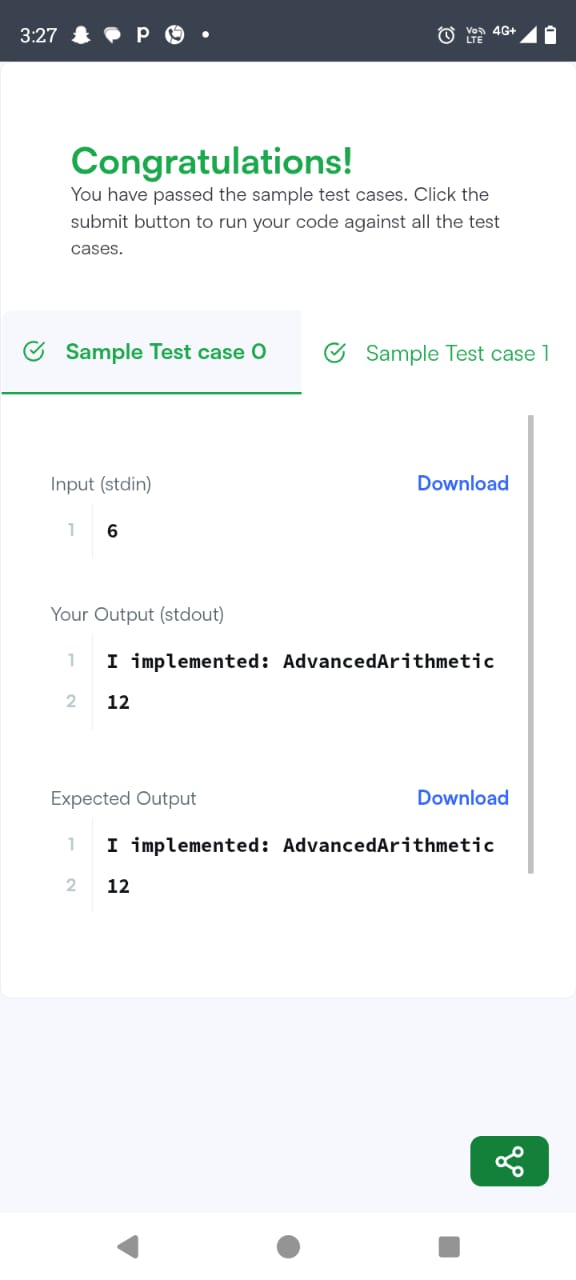 3:27
P
Vo))
LTE
4G+
Congratulations!
You have passed the sample test cases. Click the
submit button to run your code against all the test
cases.
Sample Test case 0
Sample Test case 1
Input (stdin)
Download
1 6
Your Output (stdout)
1 I implemented: AdvancedArithmetic
2 12
Expected Output
Download
1 I implemented: AdvancedArithmetic
2 12